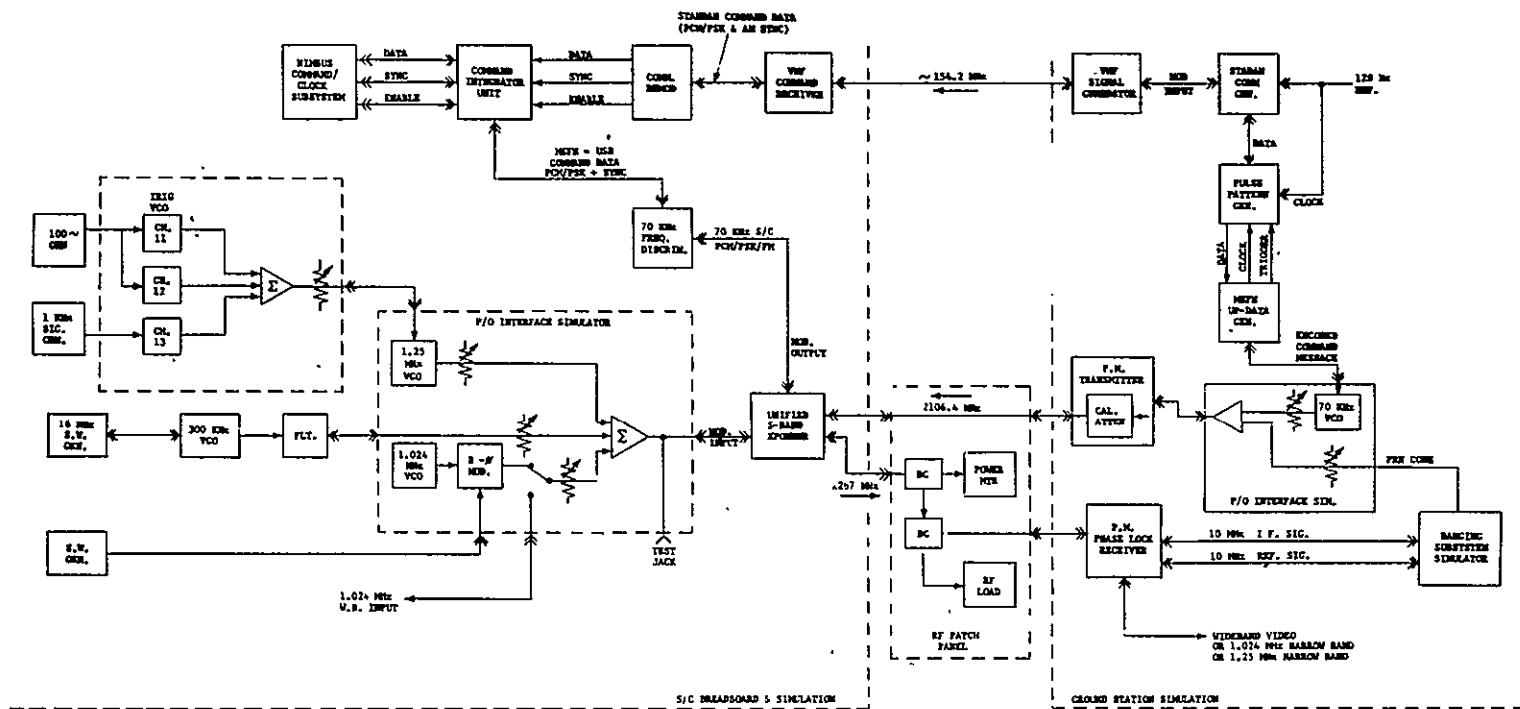 STADAN COMMAND DATA
(PCM/PSK & AM SYNC)
NIMBUS
COMMAND/
CLOCK
SUBSYSTEM
DATA
SYNC
ENABLE
COMMAND
INTEGRATOR
UNIT
DATA
SYNC
ENABLE
COMM.
DEMOD
VHF
COMMAND
RECEIVER
~154.2 MHz
VHF
SIGNAL
GENERATOR
MOD
INPUT
STADAN
COMM
GEN.
128 Hz
REF.
DATA
MSFN - USB
COMMAND DATA
PCM/PSK + SYNC
PULSE
PATTERN
GEN.
CLOCK
IRIG
VCO
100~
GEN
CH.
11
CH.
12
Σ
1 KHz
SIG.
GEN.
CH.
13
70 KHz
FREQ.
DISCRIM.
70 KHz S/C
PCM/PSK/FM
DATA
CLOCK
TRIGGER
MSFN
UP-DATA
GEN.
ENCODED
COMMAND
MESSAGE
P/O INTERFACE SIMULATOR
1.25
MHz
VCO
MOD.
OUTPUT
P.M.
TRANSMITTER
CAL.
ATTEN
70 KHz
VCO
2106.4 MHz
16 MHz
S.W.
GEN.
300 KHz
VCO
FLT.
1.024
MHz
VCO
MOD.
Σ
MOD.
INPUT
UNIFIED
S-BAND
XPONDER
DC
POWER
MTR
PRN CODE
P/O INTERFACE SIM.
S.W.
GEN.
TEST
JACK
DC
RF
LOAD
P.M.
PHASE LOCK
RECEIVER
10 MHz I F. SIG.
10 MHz REF. SIG.
RANGING
SUBSYSTEM
SIMULATOR
1.024 MHz
W.B. INPUT
RF PATCH
PANEL
WIDEBAND VIDEO
OR 1.024 MHz NARROW BAND
OR 1.25 MHz NARROW BAND
S/C BREADBOARD & SIMULATION
GROUND STATION SIMULATION